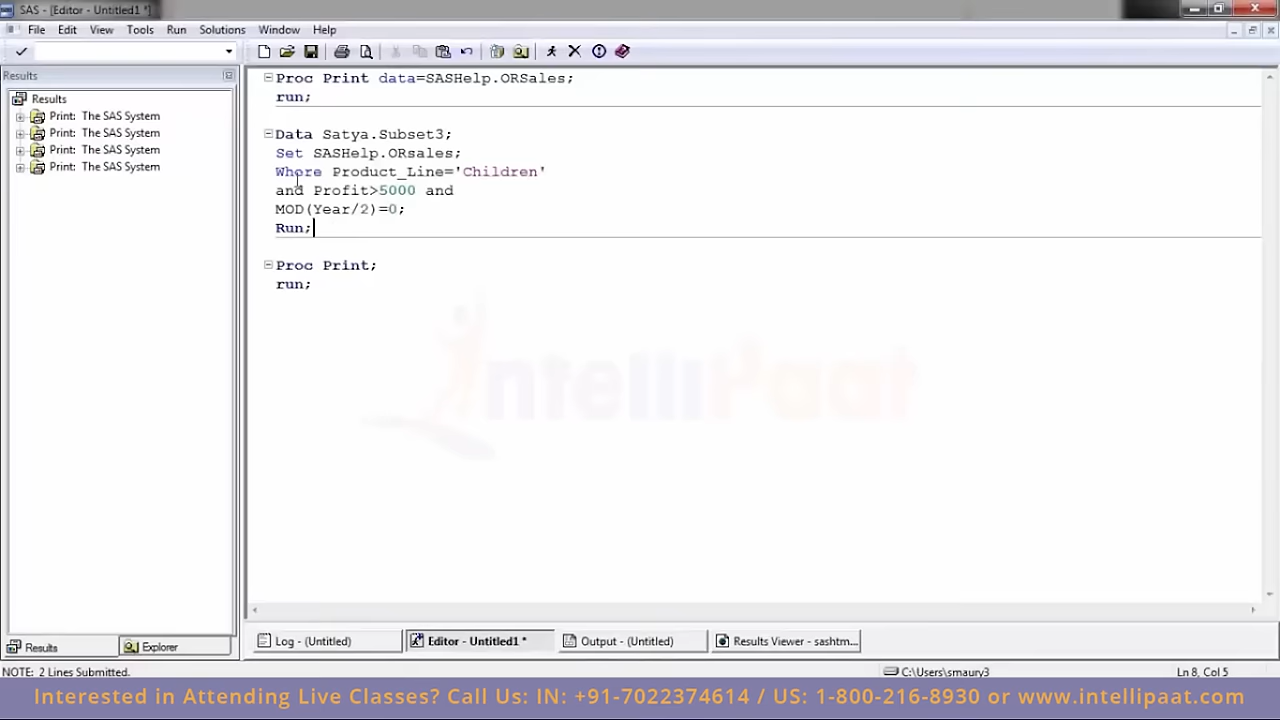 SAS - [Editor - Untitled1 *]
File Edit View Tools Run Solutions Window Help
Results
Results
Print: The SAS System
Print: The SAS System
Print: The SAS System
Print: The SAS System
Proc Print data=SASHelp.ORSales;
run;
Data Satya.Subset3;
Set SASHelp.ORsales;
Where Product_Line='Children'
and Profit>5000 and
MOD(Year/2)=0;
Run;
Proc Print;
run;
intelliPaat
Results Explorer
Log - (Untitled) Editor - Untitled1 * Output - (Untitled) Results Viewer - sashtm...
NOTE: 2 Lines Submitted. C:\Users\smaury3 Ln 8, Col 5
Interested in Attending Live Classes? Call Us: IN: +91-7022374614 / US: 1-800-216-8930 or www.intellipaat.com